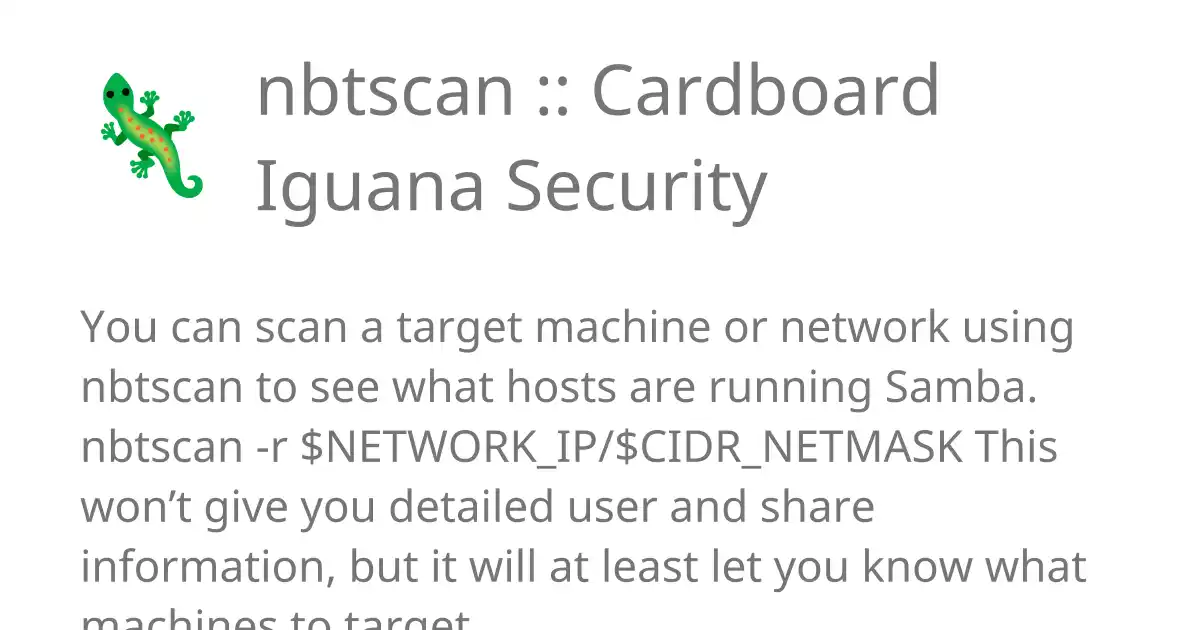 nbtscan :: Cardboard
Iguana Security
You can scan a target machine or network using
nbtscan to see what hosts are running Samba.
nbtscan -r $NETWORK_IP/$CIDR_NETMASK This
won’t give you detailed user and share
information, but it will at least let you know what
machines to target